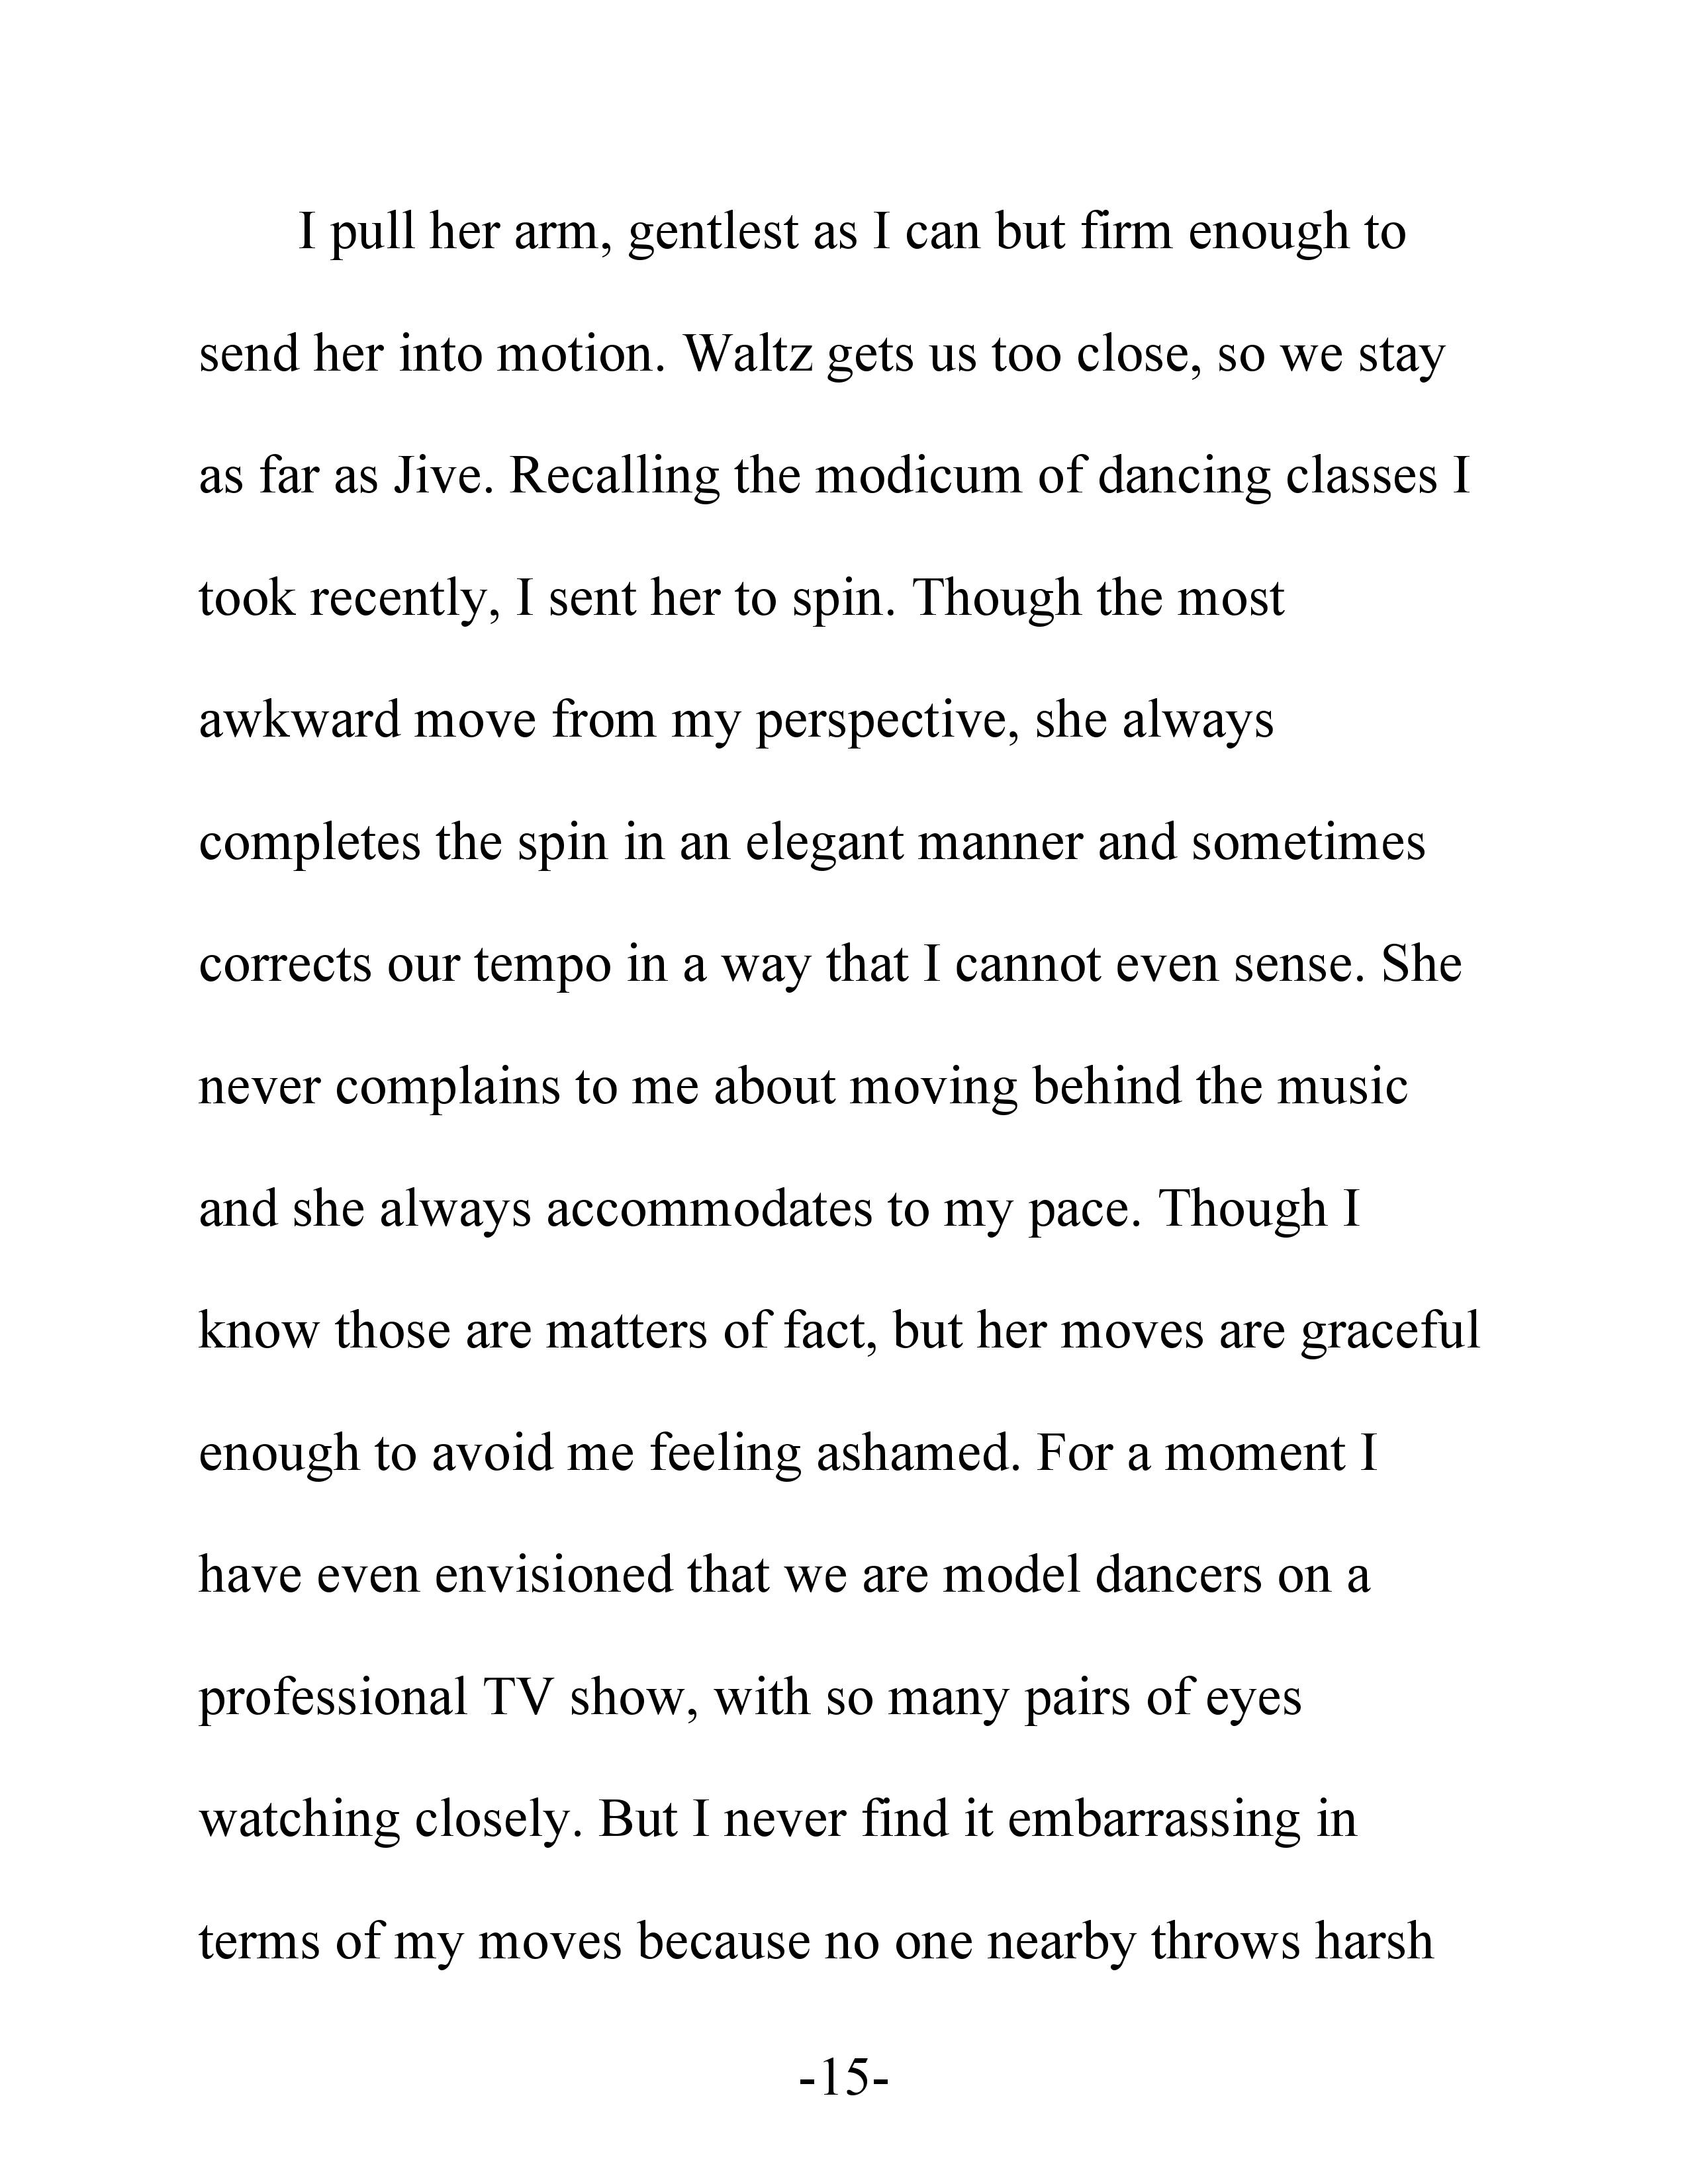 I pull her arm, gentlest as I can but firm enough to
send her into motion. Waltz gets us too close, so we stay
as far as Jive. Recalling the modicum of dancing classes I
took recently, I sent her to spin. Though the most
awkward move from my perspective, she always
completes the spin in an elegant manner and sometimes
corrects our tempo in a way that I cannot even sense. She
never complains to me about moving behind the music
and she always accommodates to my pace. Though I
know those are matters of fact, but her moves are graceful
enough to avoid me feeling ashamed. For a moment I
have even envisioned that we are model dancers on a
professional TV show, with so many pairs of eyes
watching closely. But I never find it embarrassing in
terms of my moves because no one nearby throws harsh
-15-